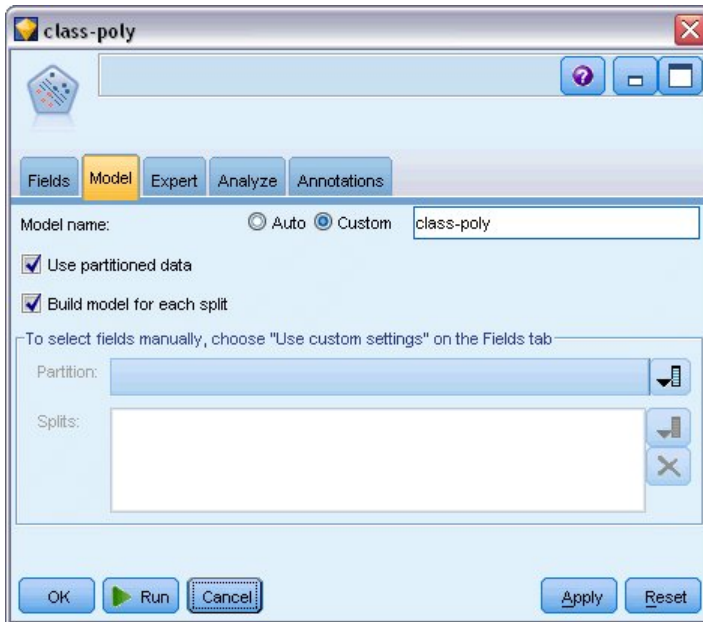 class-poly
Fields Model Expert Analyze Annotations
Model name: Auto Custom class-poly
Use partitioned data
Build model for each split
To select fields manually, choose "Use custom settings" on the Fields tab
Partition:
Splits:
OK Run Cancel Apply Reset